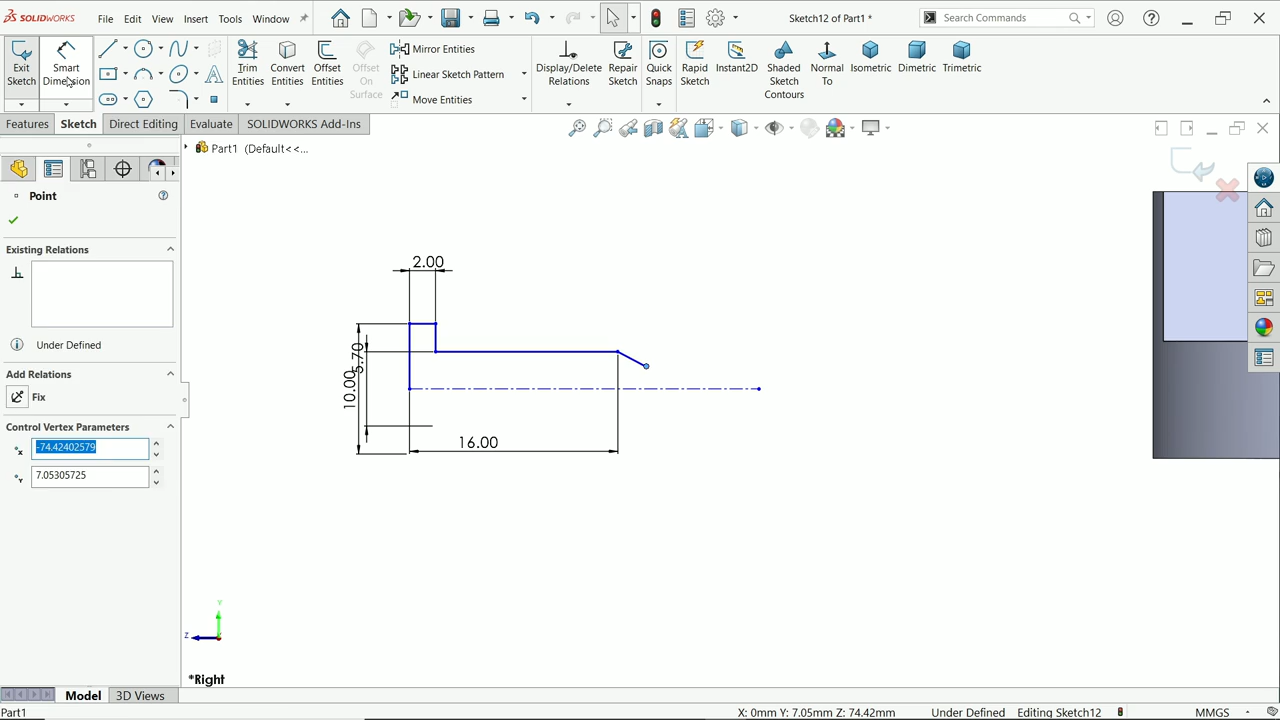 SOLIDWORKS File Edit View Insert Tools Window Sketch12 of Part1 * Search Commands
Exit Sketch Smart Dimension Trim Entities Convert Entities Offset Entities Offset On Surface Mirror Entities Linear Sketch Pattern Move Entities Display/Delete Relations Repair Sketch Quick Snaps Rapid Sketch Instant2D Shaded Sketch Contours Normal To Isometric Dimetric Trimetric
Features Sketch Direct Editing Evaluate SOLIDWORKS Add-Ins
Part1 (Default<<...
Point
Existing Relations
Under Defined
Add Relations
Fix
Control Vertex Parameters
-74.42402579
7.05305725
2.00
5.70
10.00
16.00
Y
Z
*Right
Model 3D Views
Part1 X: 0mm Y: 7.05mm Z: 74.42mm Under Defined Editing Sketch12 MMGS